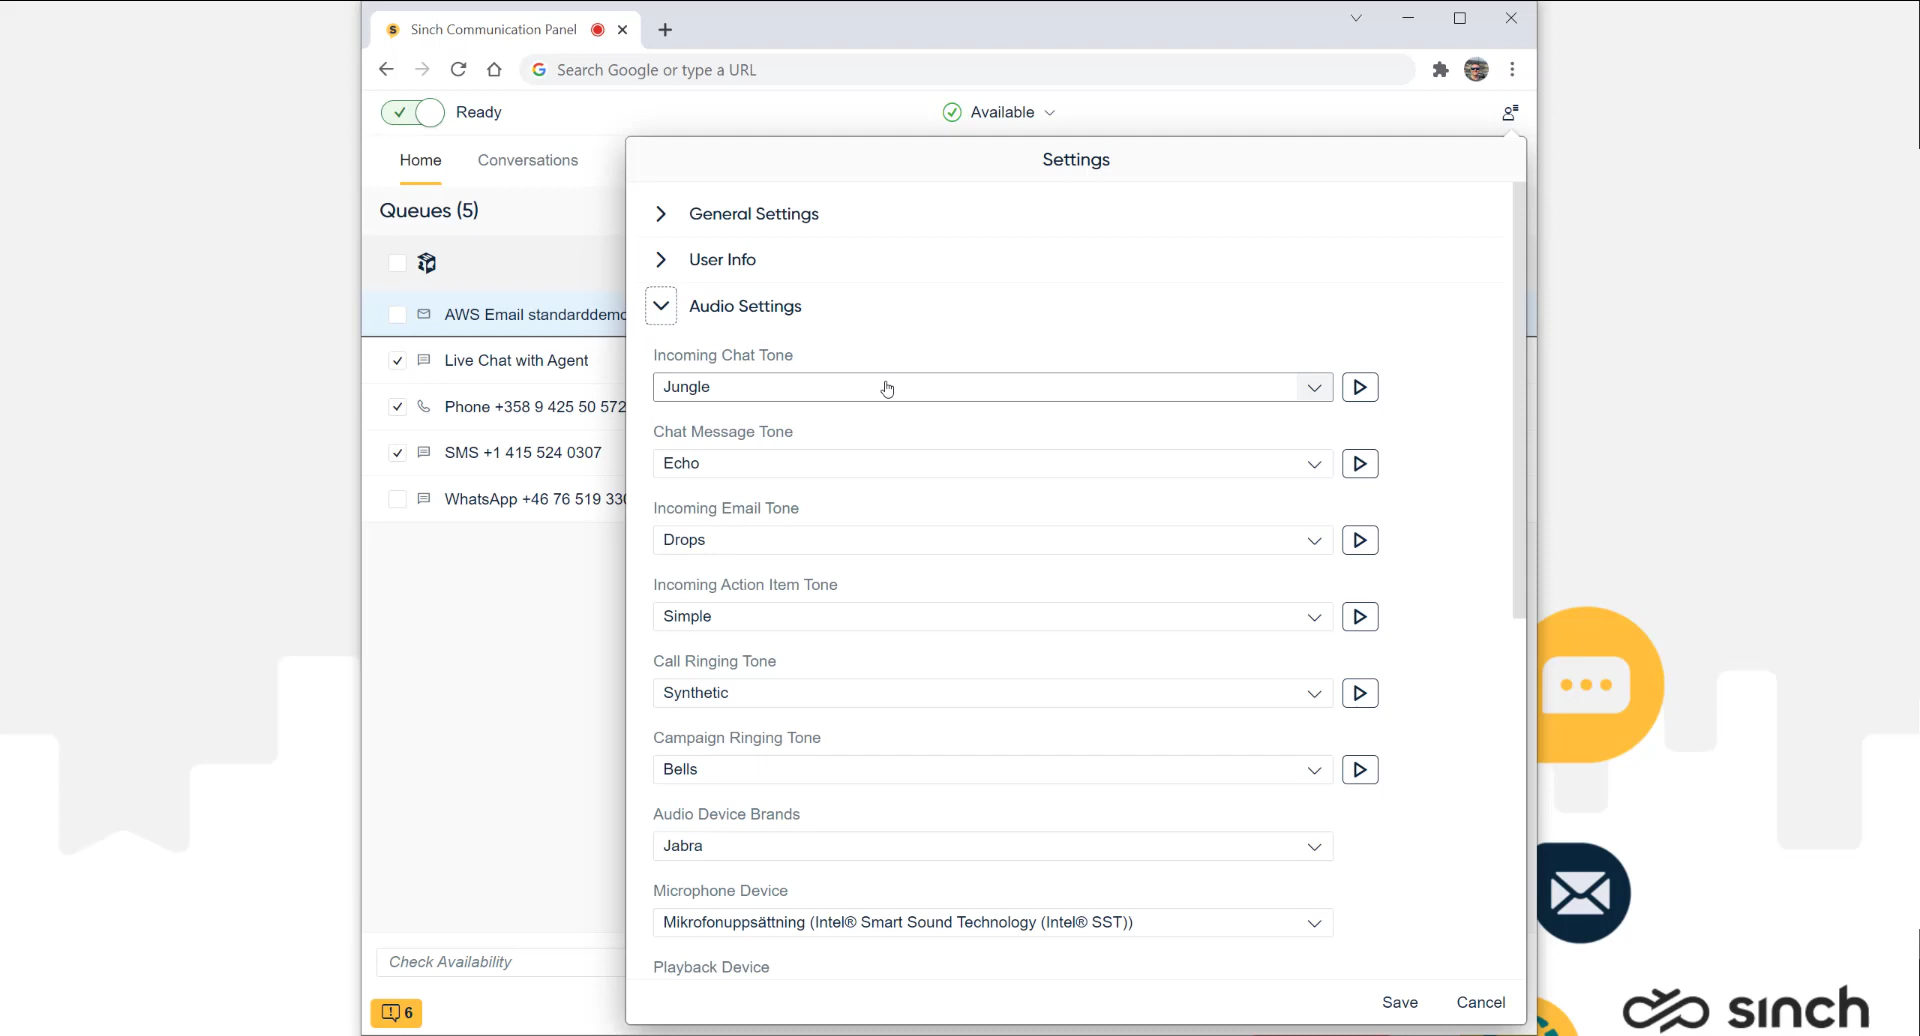 Sinch Communication Panel
Search Google or type a URL
Ready
Available
Home
Conversations
Settings
Queues (5)
AWS Email standarddemo
Live Chat with Agent
Phone +358 9 425 50 572
SMS +1 415 524 0307
WhatsApp +46 76 519 330
Check Availability
6
General Settings
User Info
Audio Settings
Incoming Chat Tone
Jungle
Chat Message Tone
Echo
Incoming Email Tone
Drops
Incoming Action Item Tone
Simple
Call Ringing Tone
Synthetic
Campaign Ringing Tone
Bells
Audio Device Brands
Jabra
Microphone Device
Mikrofonuppsättning (Intel® Smart Sound Technology (Intel® SST))
Playback Device
Save
Cancel
sinch